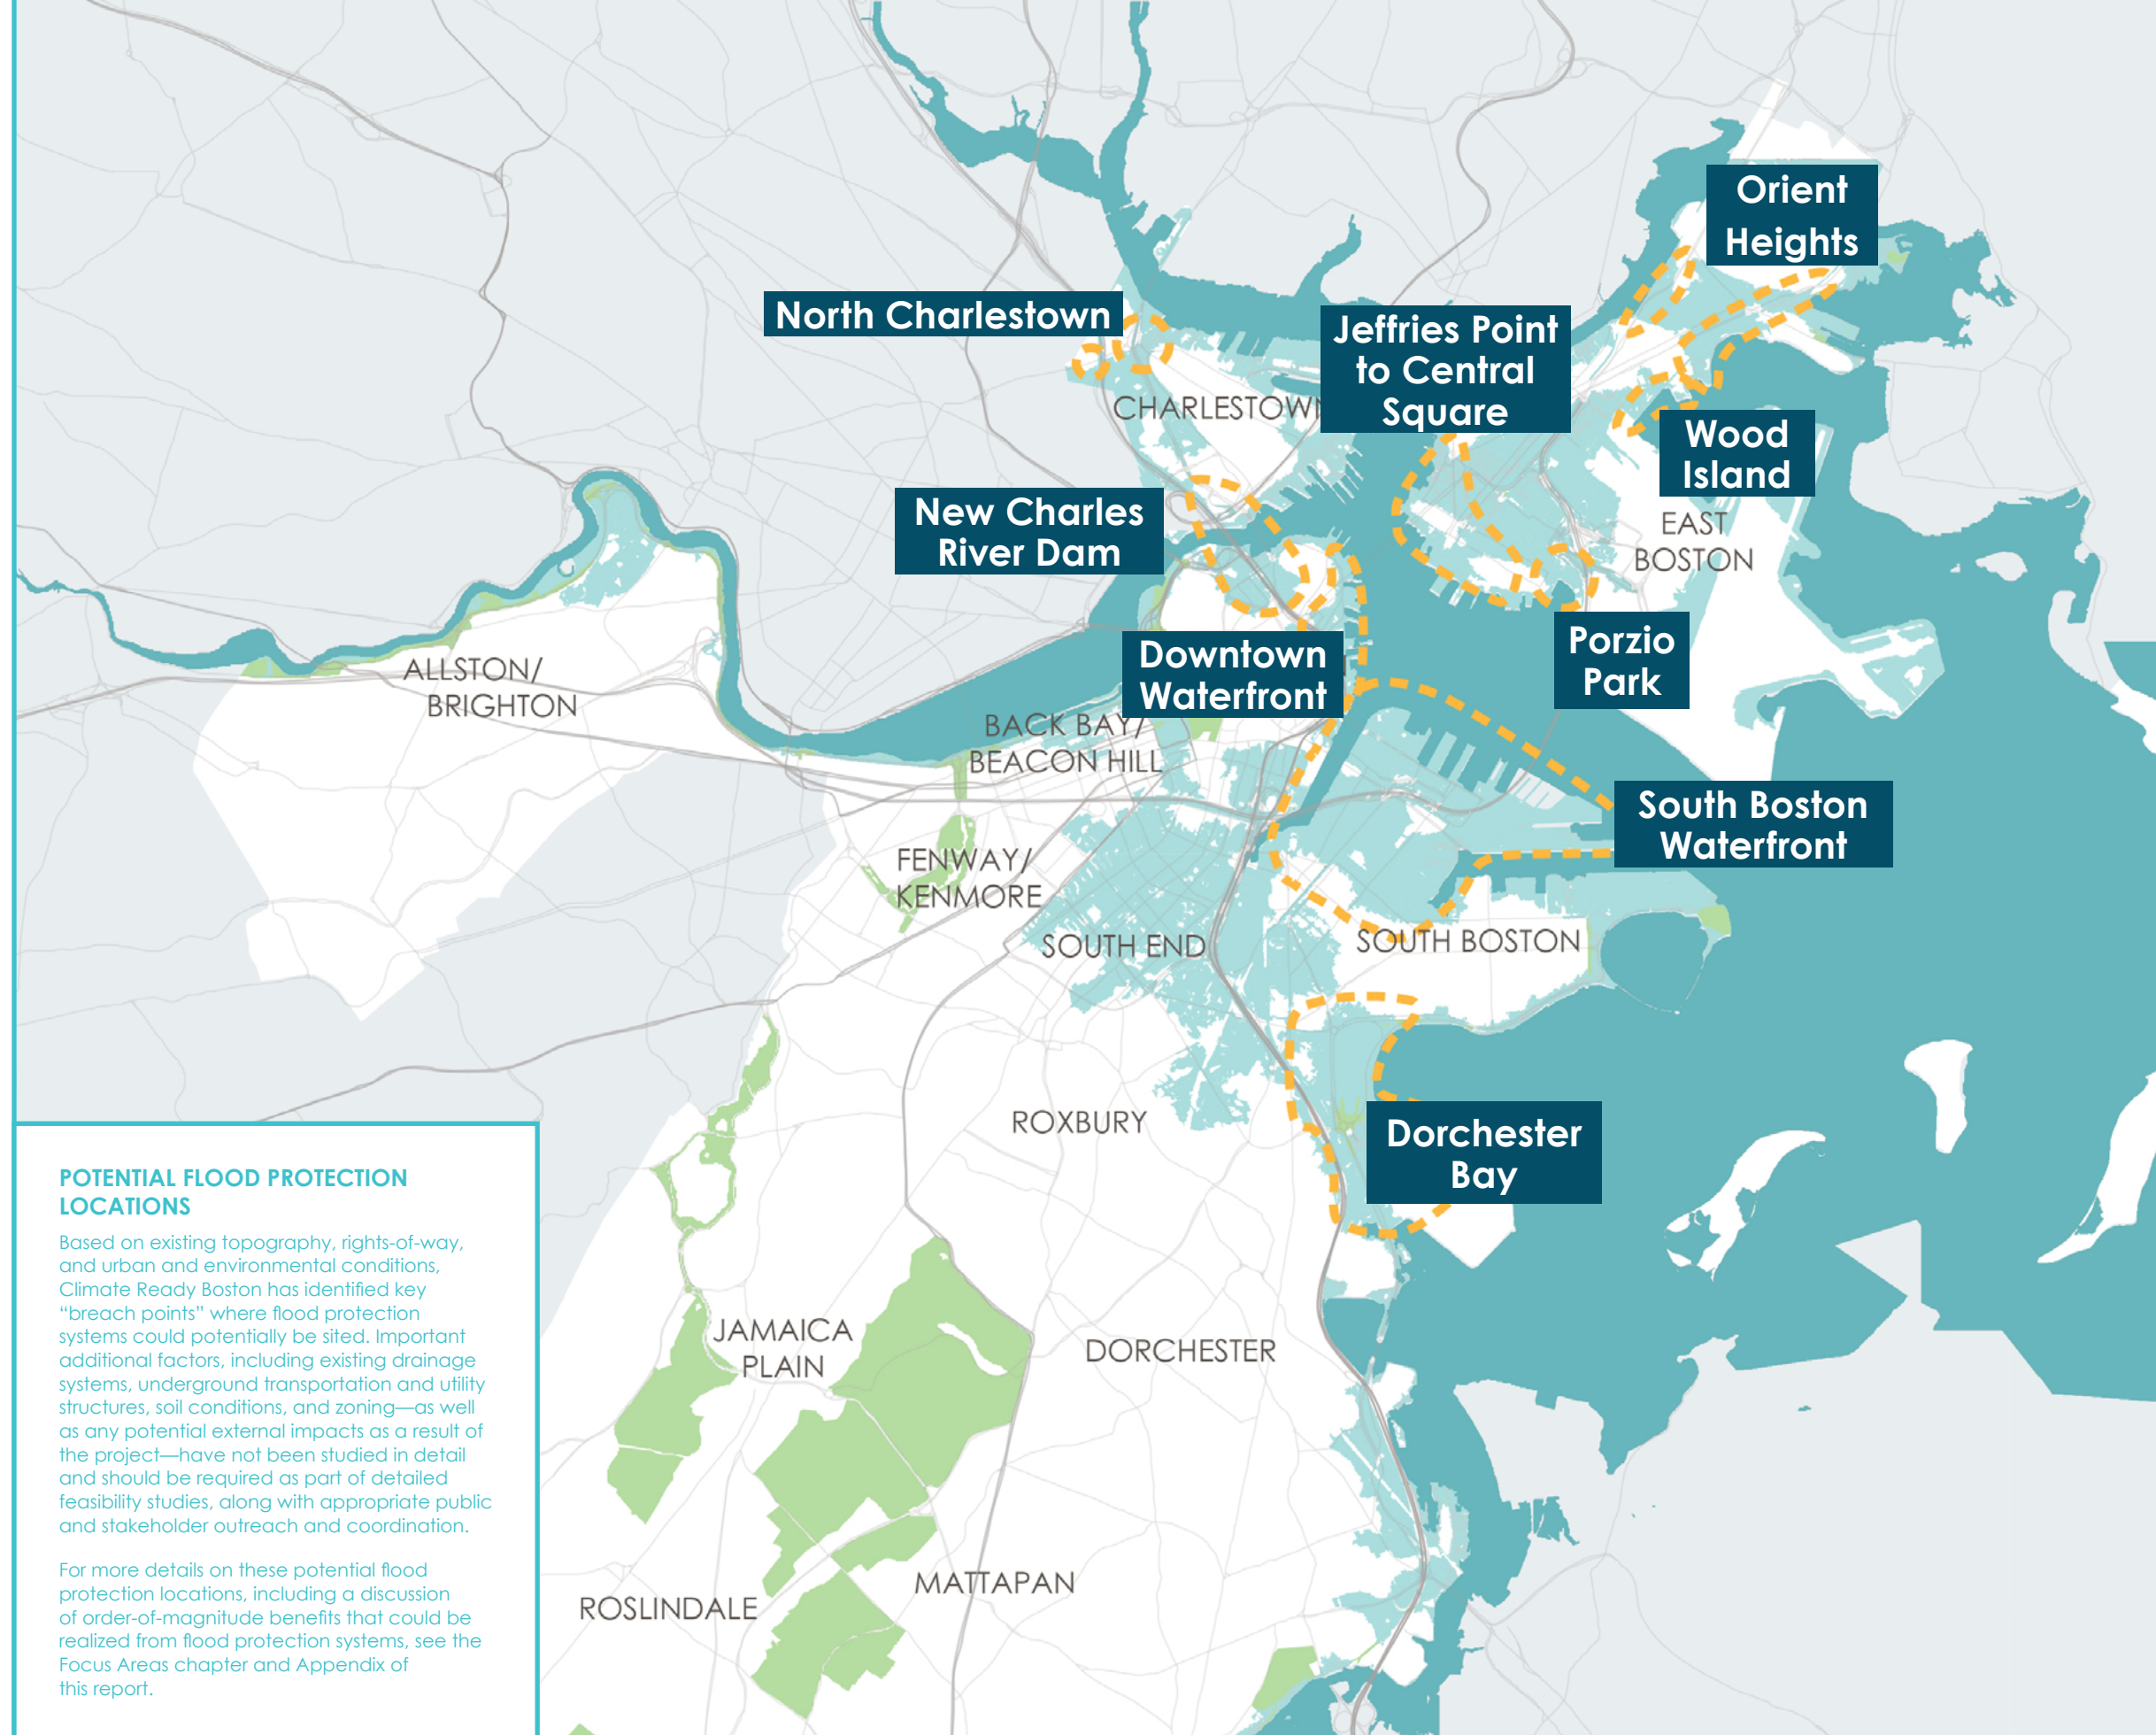 Orient
Heights
North Charlestown
Jeffries Point
to Central
Square
CHARLESTOWN
Wood
Island
New Charles
River Dam
EAST
BOSTON
Downtown
Waterfront
Porzio
Park
ALLSTON/
BRIGHTON
BACK BAY/
BEACON HILL
South Boston
Waterfront
FENWAY/
KENMORE
SOUTH END
SOUTH BOSTON
ROXBURY
Dorchester
Bay
JAMAICA
PLAIN
DORCHESTER
MATTAPAN
ROSLINDALE
POTENTIAL FLOOD PROTECTION
LOCATIONS
Based on existing topography, rights-of-way,
and urban and environmental conditions,
Climate Ready Boston has identified key
“breach points” where flood protection
systems could potentially be sited. Important
additional factors, including existing drainage
systems, underground transportation and utility
structures, soil conditions, and zoning—as well
as any potential external impacts as a result of
the project—have not been studied in detail
and should be required as part of detailed
feasibility studies, along with appropriate public
and stakeholder outreach and coordination.
For more details on these potential flood
protection locations, including a discussion
of order-of-magnitude benefits that could be
realized from flood protection systems, see the
Focus Areas chapter and Appendix of
this report.